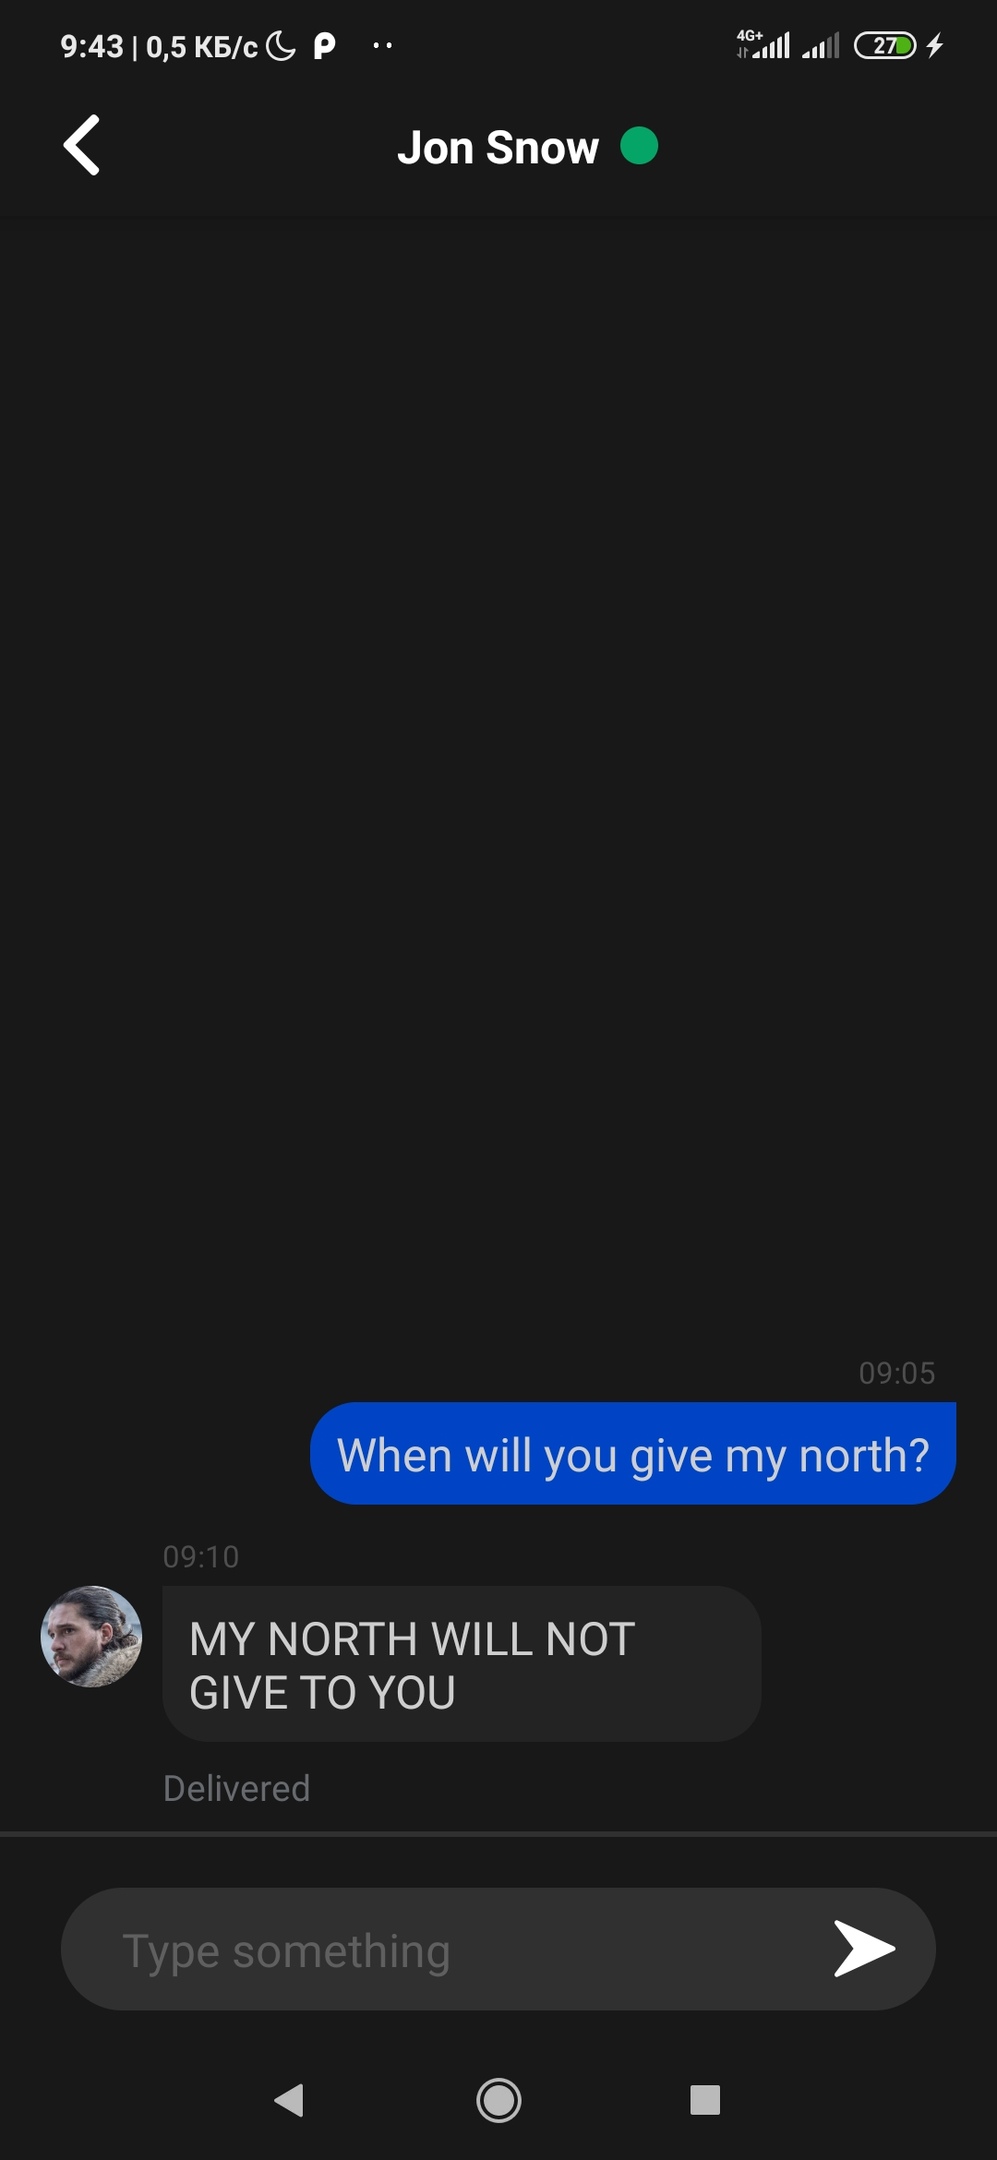 9:43 | 0,5 КБ/с
4G+
27
Jon Snow
09:05
When will you give my north?
09:10
MY NORTH WILL NOT
GIVE TO YOU
Delivered
Type something